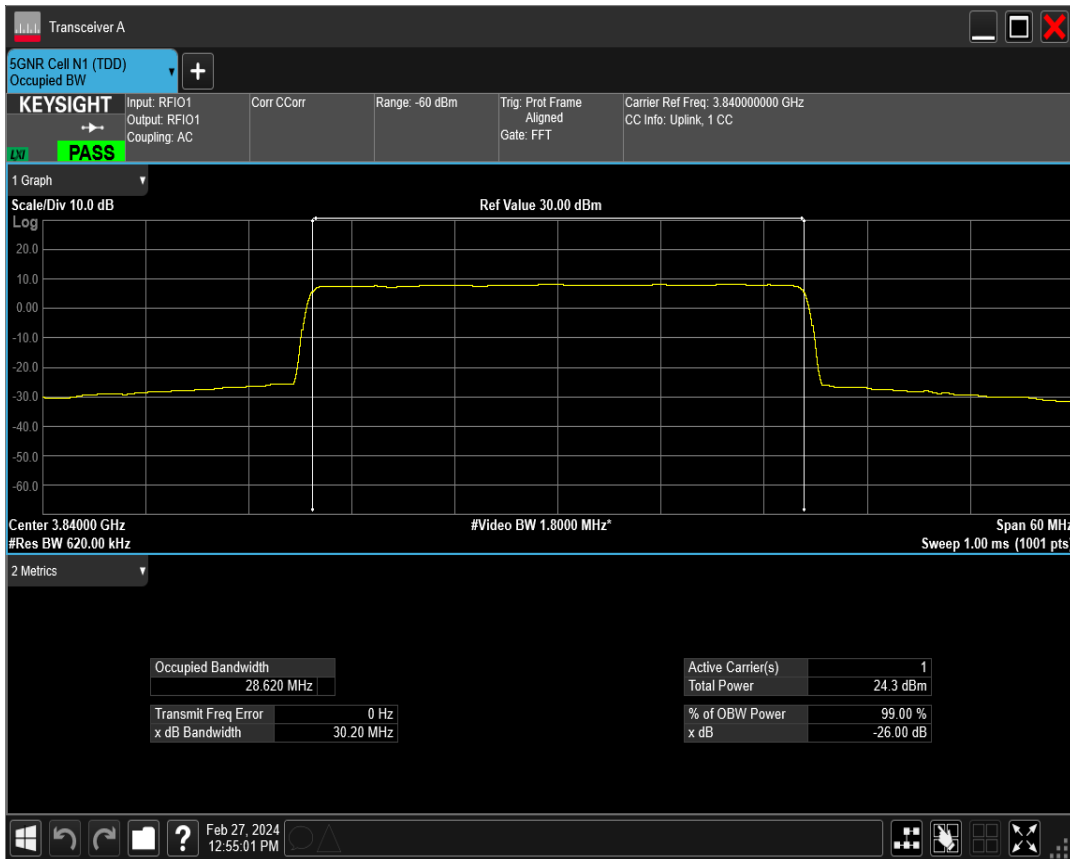 Transceiver A
5GNR Cell N1 (TDD)
Occupied BW
+
KEYSIGHT
LXI
PASS
Input: RFIO1
Output: RFIO1
Coupling: AC
Corr CCorr
Range: -60 dBm
Trig: Prot Frame
Aligned
Gate: FFT
Carrier Ref Freq: 3.840000000 GHz
CC Info: Uplink, 1 CC
1 Graph
Scale/Div 10.0 dB
Ref Value 30.00 dBm
Log
20.0
10.0
0.00
-10.0
-20.0
-30.0
-40.0
-50.0
-60.0
Center 3.84000 GHz
#Video BW 1.8000 MHz*
Span 60 MHz
#Res BW 620.00 kHz
Sweep 1.00 ms (1001 pts)
2 Metrics
Occupied Bandwidth
28.620 MHz
Transmit Freq Error 0 Hz
x dB Bandwidth 30.20 MHz
Active Carrier(s) 1
Total Power 24.3 dBm
% of OBW Power 99.00 %
x dB -26.00 dB
?
Feb 27, 2024
12:55:01 PM